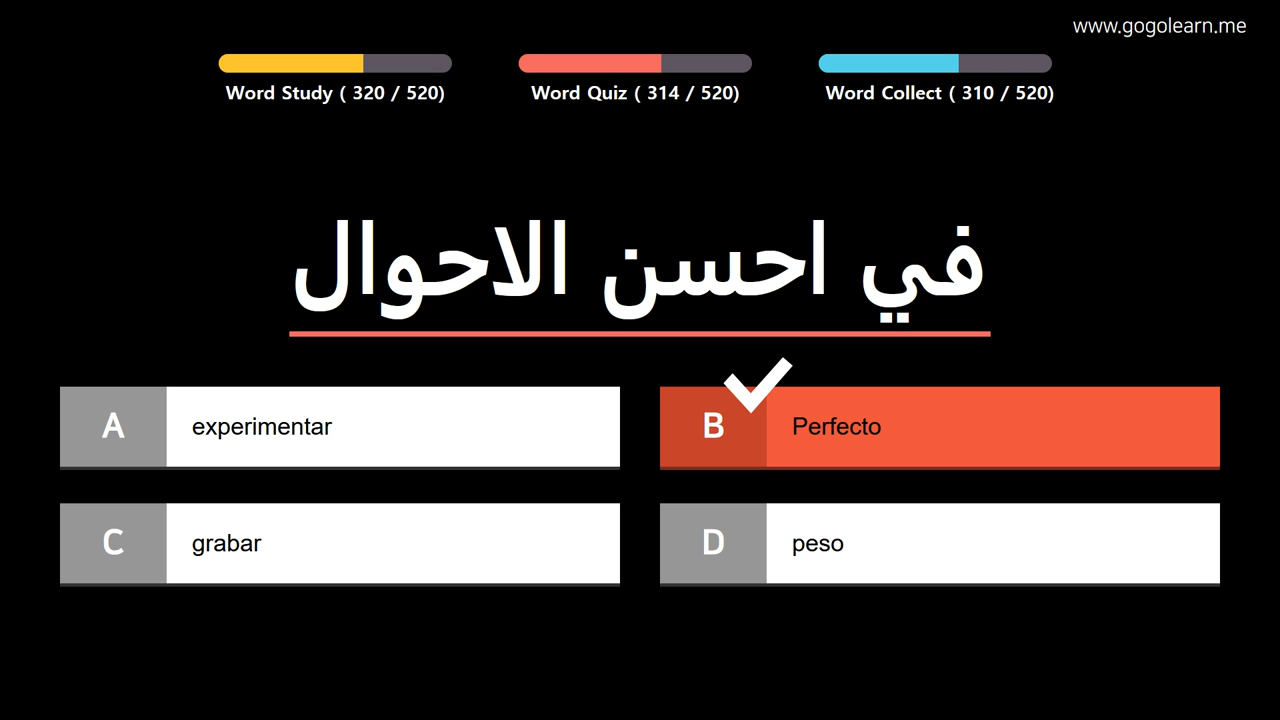 www.gogolearn.me
Word Study ( 320 / 520)
Word Quiz ( 314 / 520)
Word Collect ( 310 / 520)
في احسن الاحوال
A experimentar
B Perfecto
C grabar
D peso